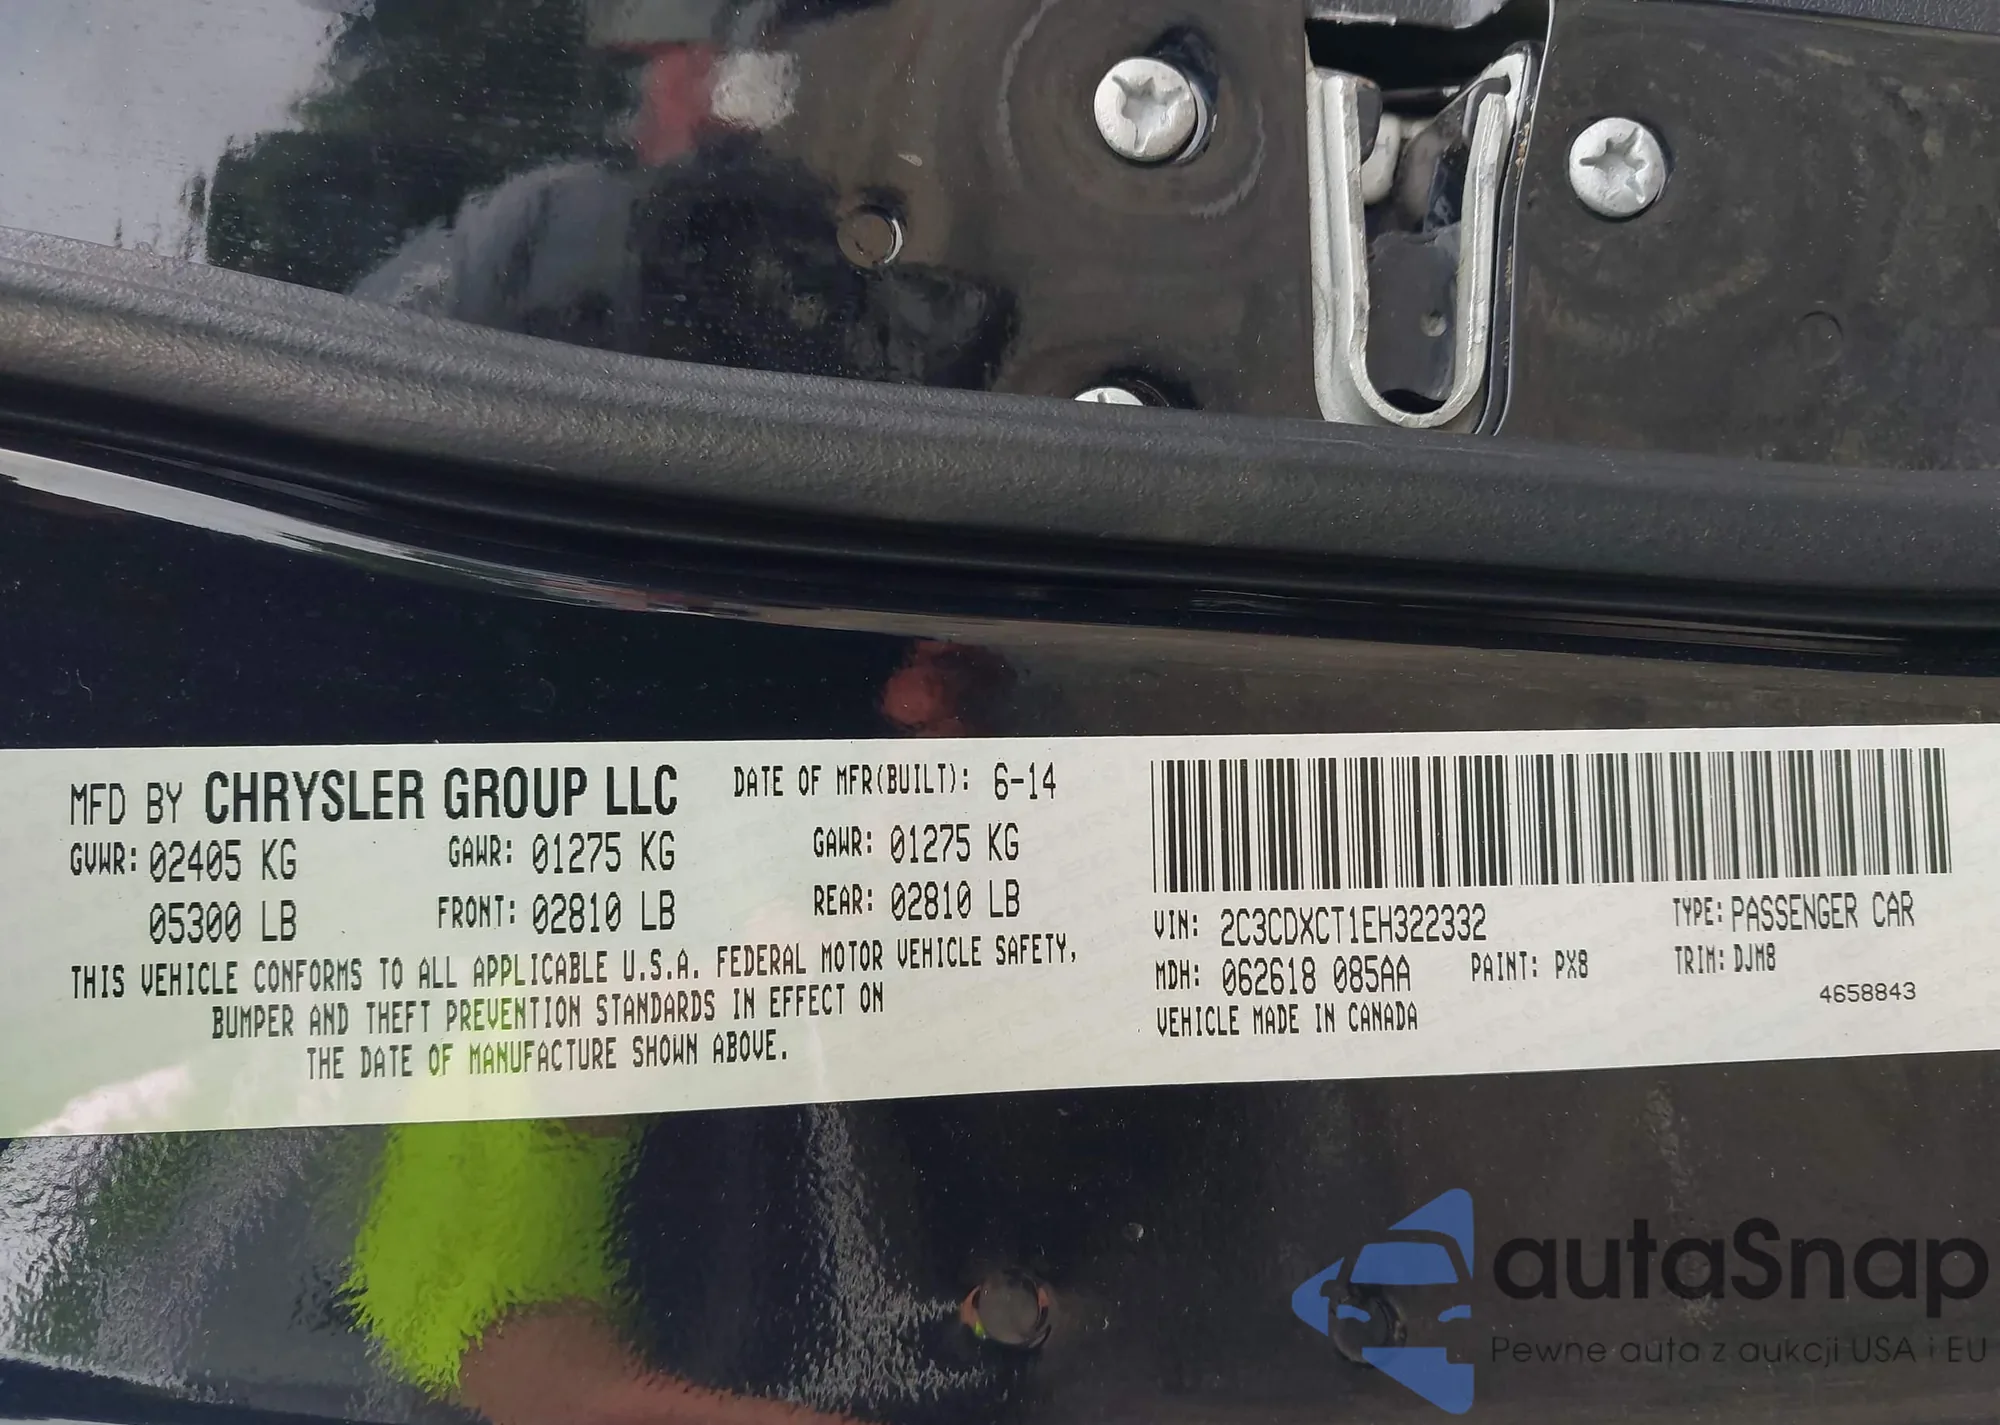 MFD BY CHRYSLER GROUP LLC DATE OF MFR(BUILT): 6-14
GVWR: 02405 KG GAWR: 01275 KG GAWR: 01275 KG
05300 LB FRONT: 02810 LB REAR: 02810 LB
THIS VEHICLE CONFORMS TO ALL APPLICABLE U.S.A. FEDERAL MOTOR VEHICLE SAFETY,
BUMPER AND THEFT PREVENTION STANDARDS IN EFFECT ON
THE DATE OF MANUFACTURE SHOWN ABOVE.
VIN: 2C3CDXCT1EH322332 TYPE: PASSENGER CAR
MDH: 062618 085AA PAINT: PX8 TRIM: DJM8
VEHICLE MADE IN CANADA 4658843
autaSnap
Pewne auta z aukcji USA i EU